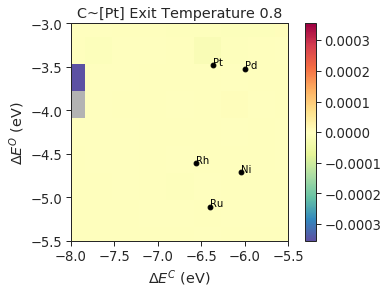 C~[Pt] Exit Temperature 0.8
−3.0
−3.5
−4.0
−4.5
−5.0
−5.5
ΔE^O (eV)
Pt
Pd
Rh
Ni
Ru
−8.0 −7.5 −7.0 −6.5 −6.0 −5.5
ΔE^C (eV)
0.0003
0.0002
0.0001
0.0000
−0.0001
−0.0002
−0.0003